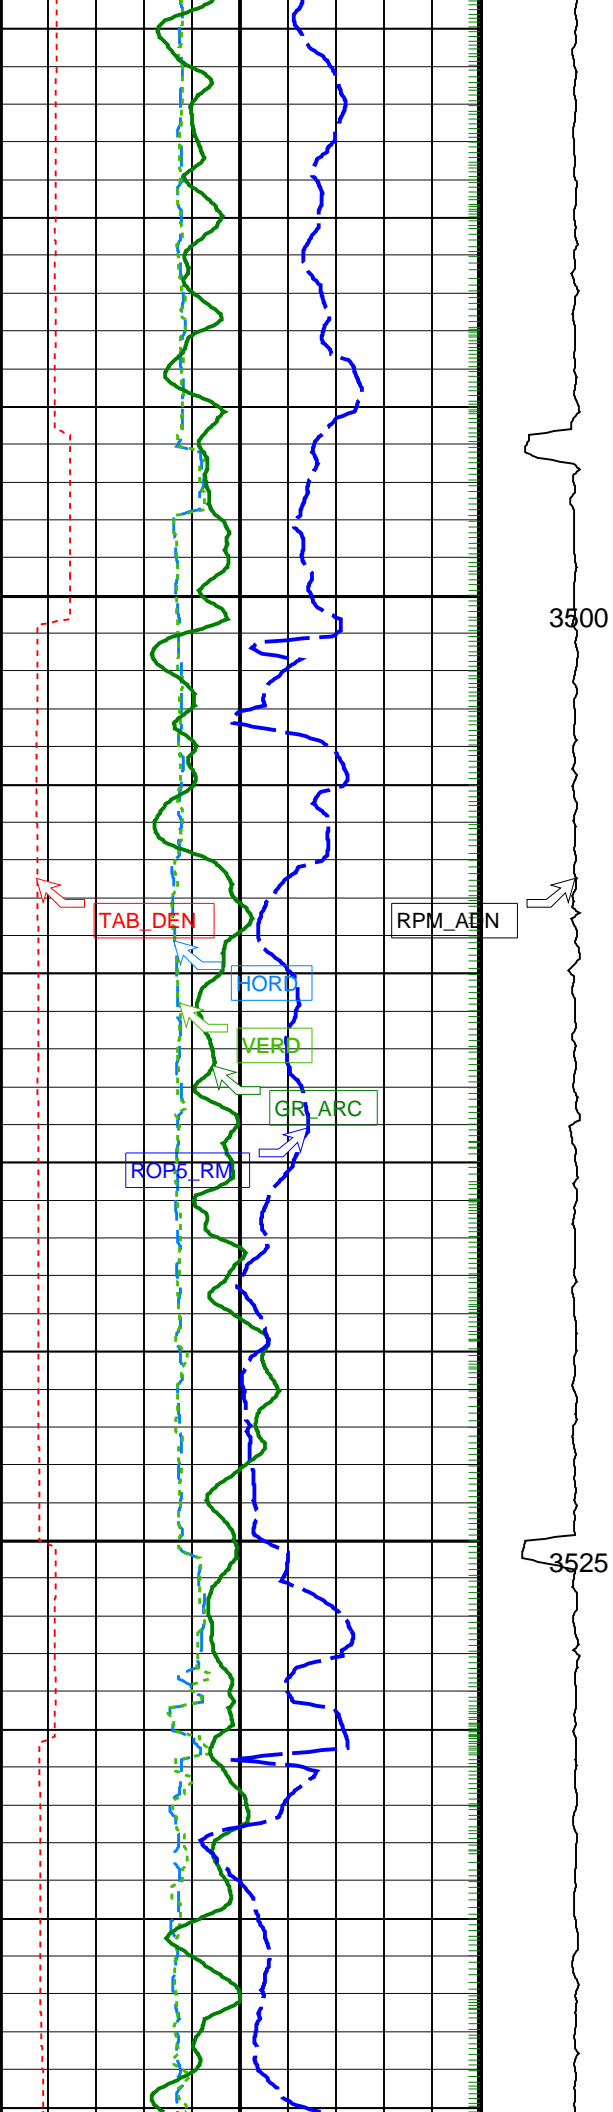 3500
TAB_DEN
RPM_ADN
HORD
VERD
GR_ARC
ROP5_RM
3525